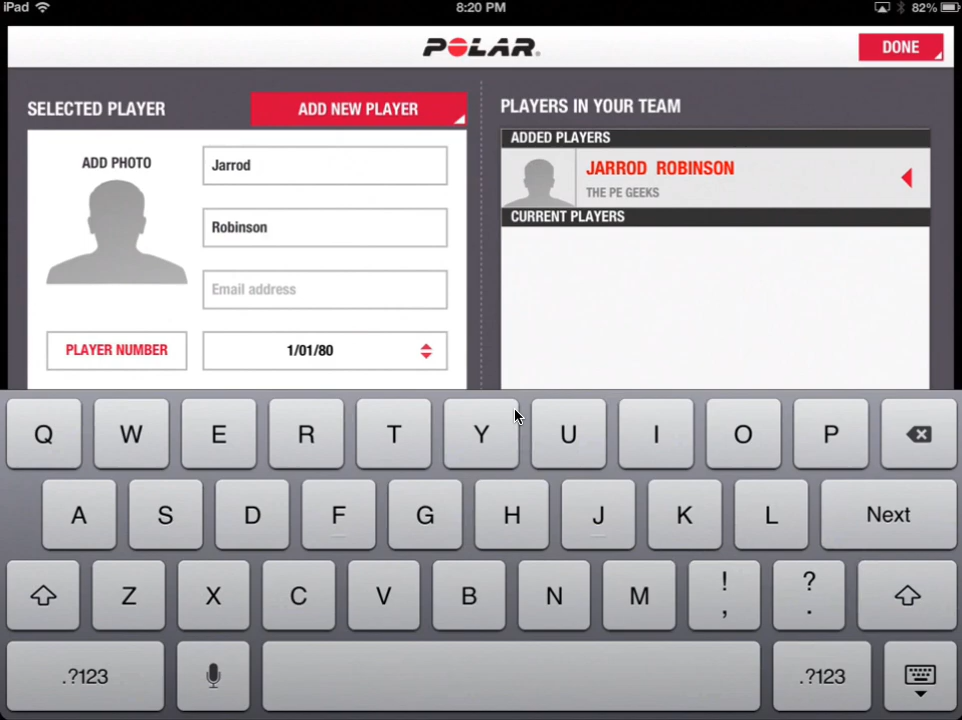 iPad
8:20 PM
82%
POLAR
DONE
SELECTED PLAYER
ADD NEW PLAYER
ADD PHOTO
Jarrod
Robinson
Email address
PLAYER NUMBER
1/01/80
PLAYERS IN YOUR TEAM
ADDED PLAYERS
JARROD ROBINSON
THE PE GEEKS
CURRENT PLAYERS
Q W E R T Y U I O P
A S D F G H J K L Next
Z X C V B N M ! , ? .
.?123 .?123